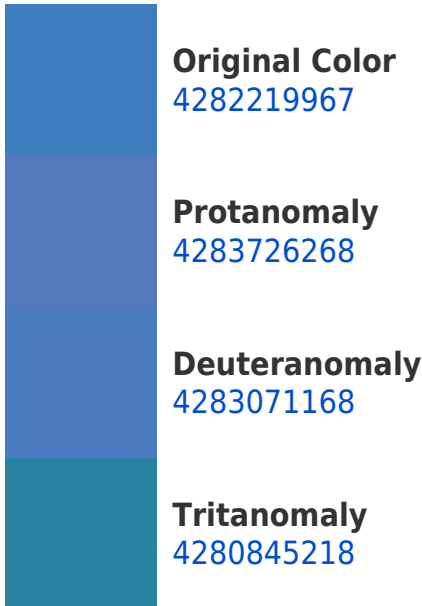 Original Color
4282219967
Protanomaly
4283726268
Deuteranomaly
4283071168
Tritanomaly
4280845218